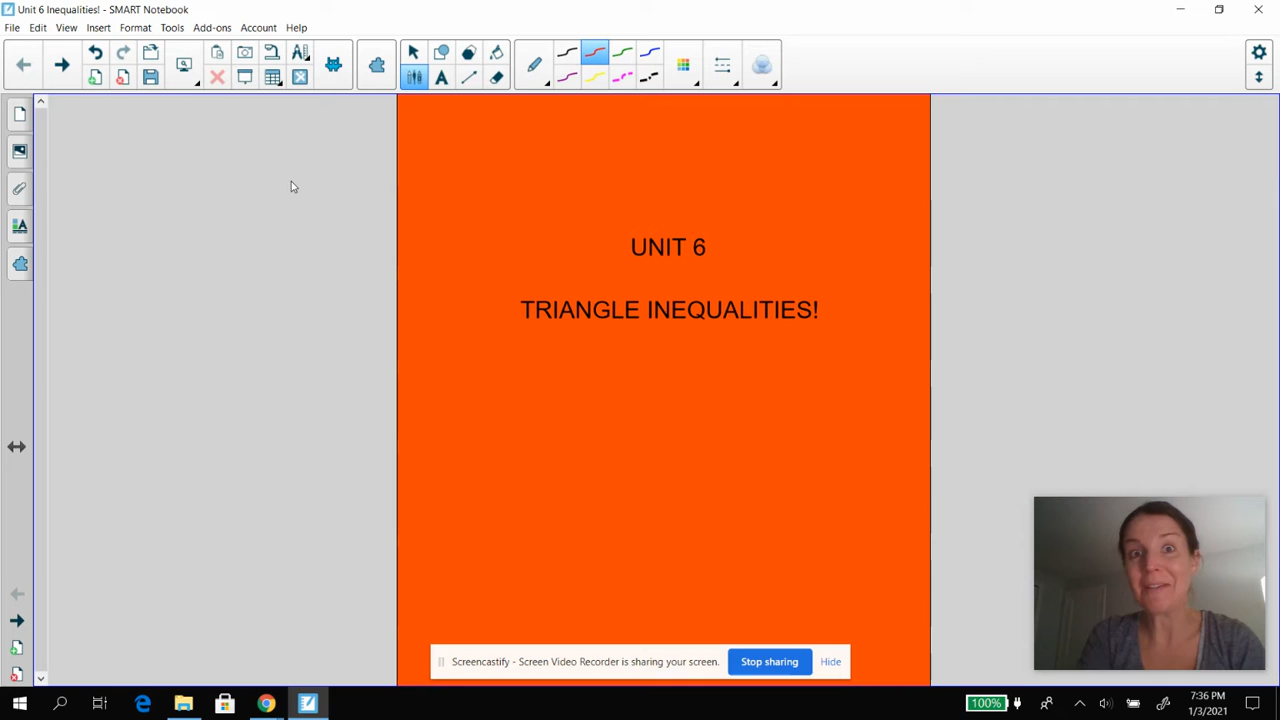 Unit 6 Inequalities! - SMART Notebook
File Edit View Insert Format Tools Add-ons Account Help
UNIT 6
TRIANGLE INEQUALITIES!
Screencastify - Screen Video Recorder is sharing your screen. Stop sharing Hide
100% 7:36 PM
1/3/2021